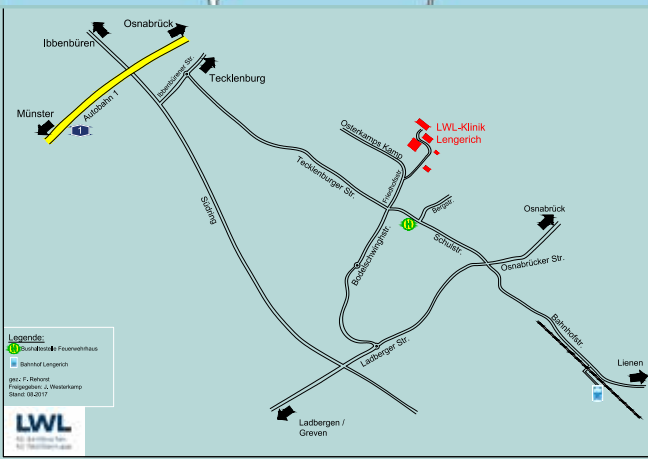 Osnabrück
Ibbenbüren
Ibbenbürener Str.
Tecklenburg
Münster
Autobahn 1
1
LWL-Klinik
Lengerich
Osterkamps Kamp
Tecklenburger Str.
Friedhofstr.
Bergstr.
Südring
H
Schulstr.
Osnabrück
Bodelschwinghstr.
Osnabrücker Str.
Bahnhofstr.
Ladberger Str.
Lienen
Ladbergen /
Greven
Legende:
H Bushaltestelle Feuerwehrhaus
Bahnhof Lengerich
gez.: F. Rehorst
Freigegeben: J. Westerkamp
Stand: 08.2017
LWL